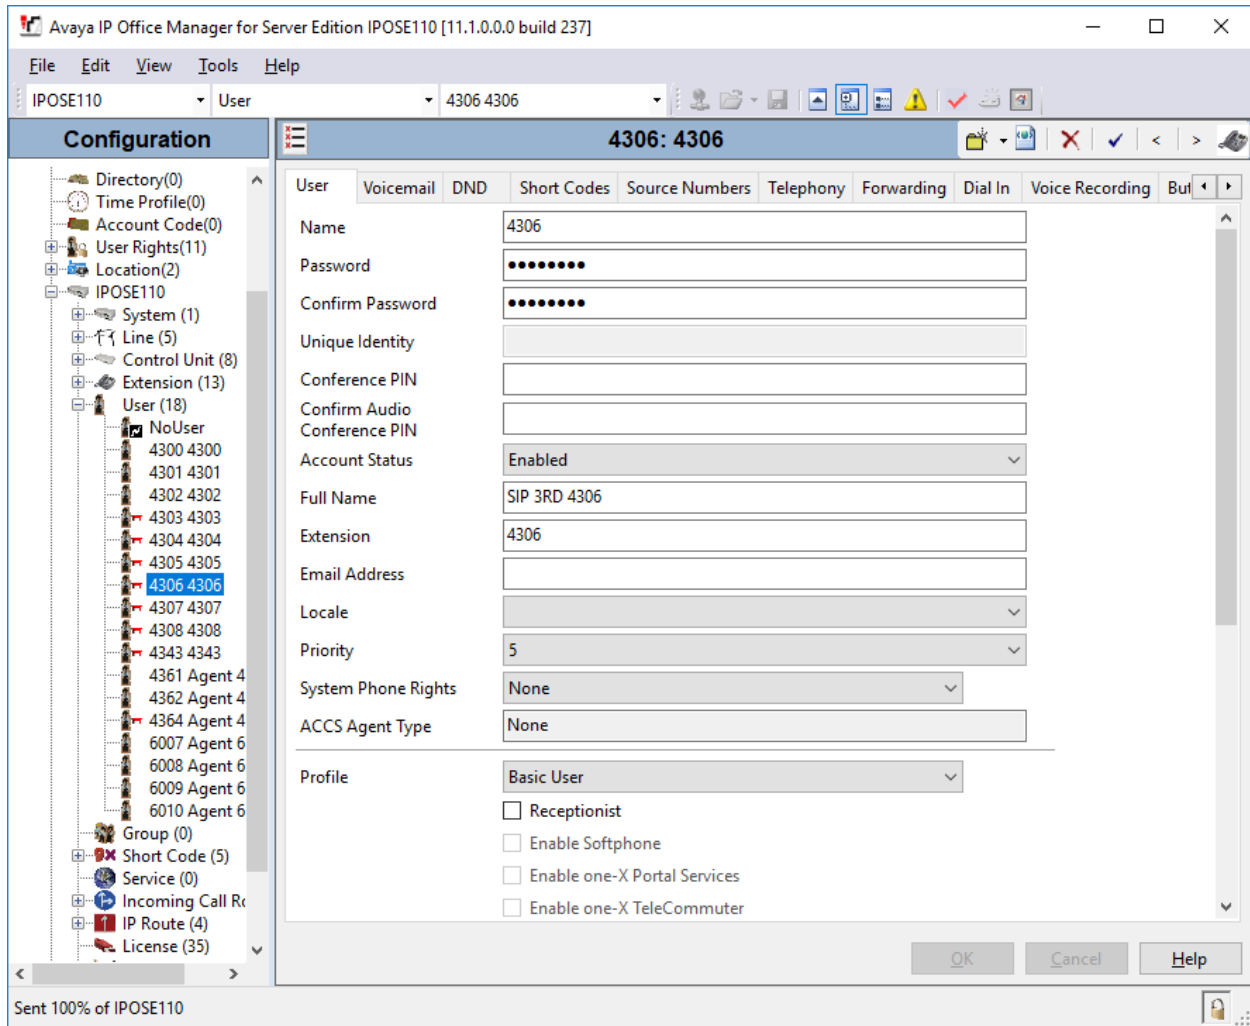 Avaya IP Office Manager for Server Edition IPOSE110 [11.1.0.0.0 build 237]
File Edit View Tools Help
IPOSE110 User 4306 4306
Configuration
Directory(0)
Time Profile(0)
Account Code(0)
User Rights(11)
Location(2)
IPOSE110
System (1)
Line (5)
Control Unit (8)
Extension (13)
User (18)
NoUser
4300 4300
4301 4301
4302 4302
4303 4303
4304 4304
4305 4305
4306 4306
4307 4307
4308 4308
4343 4343
4361 Agent 4
4362 Agent 4
4364 Agent 4
6007 Agent 6
6008 Agent 6
6009 Agent 6
6010 Agent 6
Group (0)
Short Code (5)
Service (0)
Incoming Call Ro
IP Route (4)
License (35)
4306: 4306
User Voicemail DND Short Codes Source Numbers Telephony Forwarding Dial In Voice Recording But
Name 4306
Password ●●●●●●●●
Confirm Password ●●●●●●●●
Unique Identity
Conference PIN
Confirm Audio
Conference PIN
Account Status Enabled
Full Name SIP 3RD 4306
Extension 4306
Email Address
Locale
Priority 5
System Phone Rights None
ACCS Agent Type None
Profile Basic User
Receptionist
Enable Softphone
Enable one-X Portal Services
Enable one-X TeleCommuter
OK Cancel Help
Sent 100% of IPOSE110